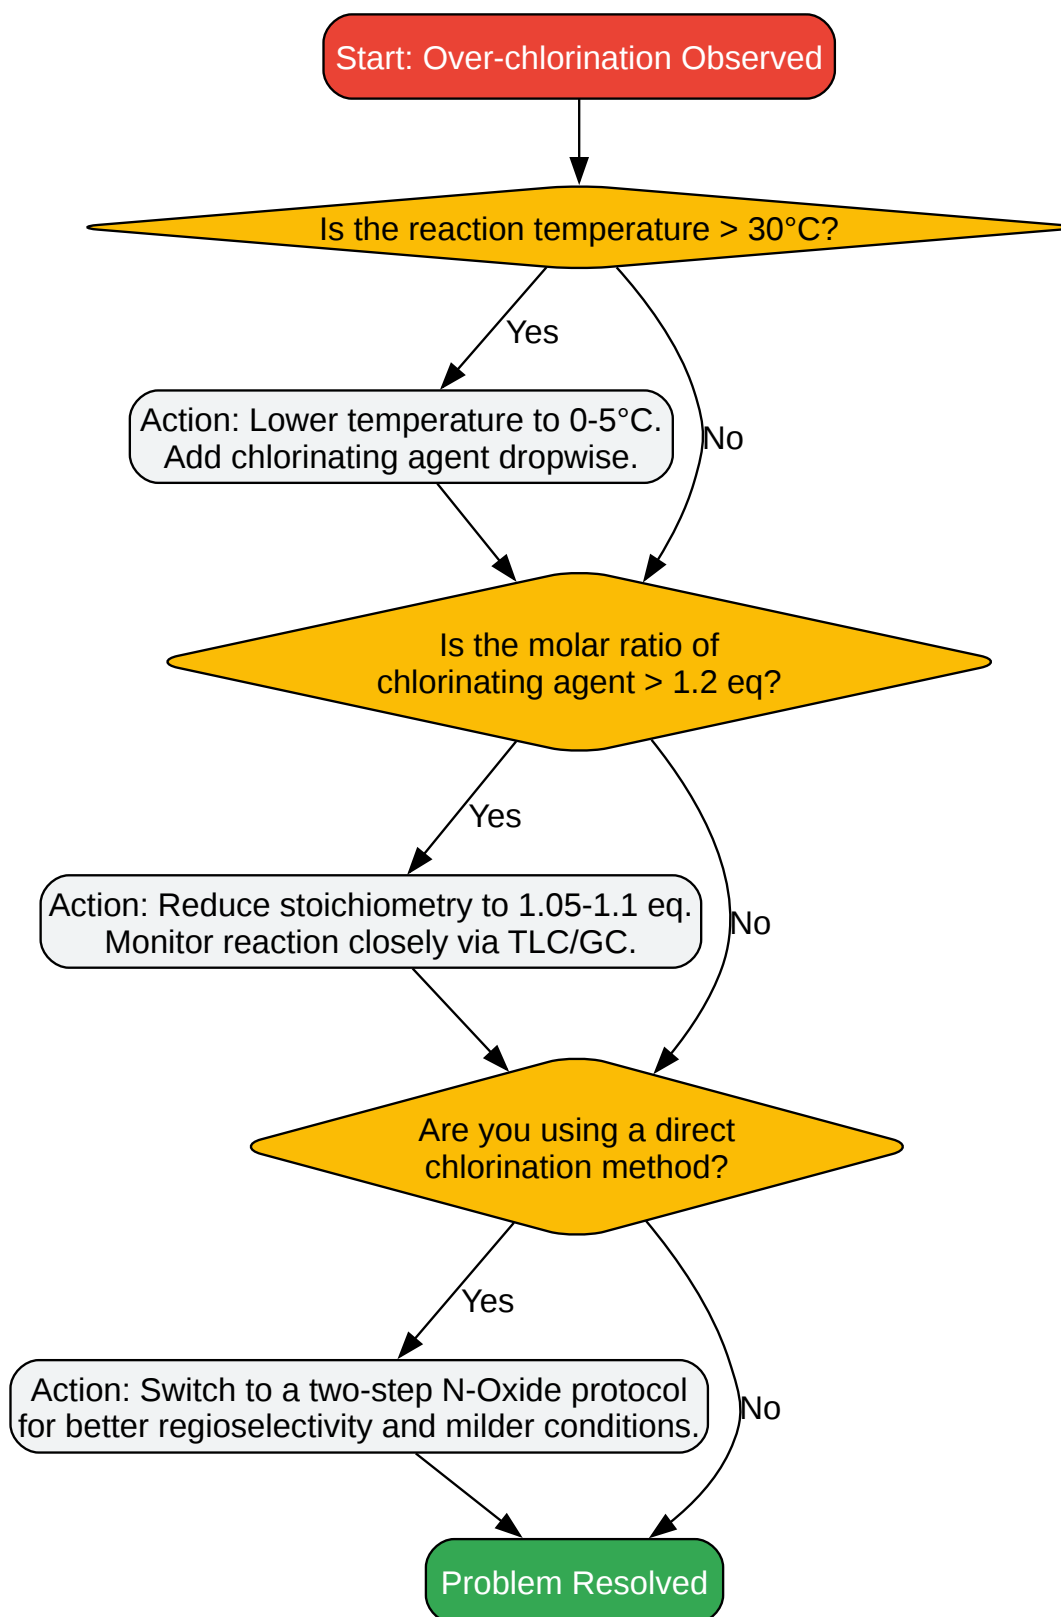 Start: Over-chlorination Observed
Is the reaction temperature > 30°C?
Yes
Action: Lower temperature to 0-5°C.
Add chlorinating agent dropwise.
No
Is the molar ratio of
chlorinating agent > 1.2 eq?
Yes
Action: Reduce stoichiometry to 1.05-1.1 eq.
Monitor reaction closely via TLC/GC.
No
Are you using a direct
chlorination method?
Yes
Action: Switch to a two-step N-Oxide protocol
for better regioselectivity and milder conditions.
No
Problem Resolved